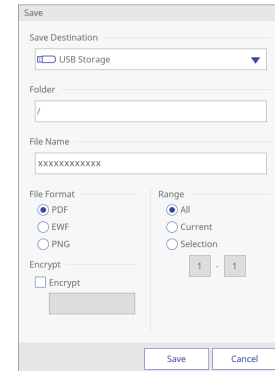 Save
Save Destination
USB Storage
Folder
/
File Name
xxxxxxxxxxxx
File Format
PDF
EWF
PNG
Encrypt
Encrypt
Range
All
Current
Selection
1 - 1
Save Cancel